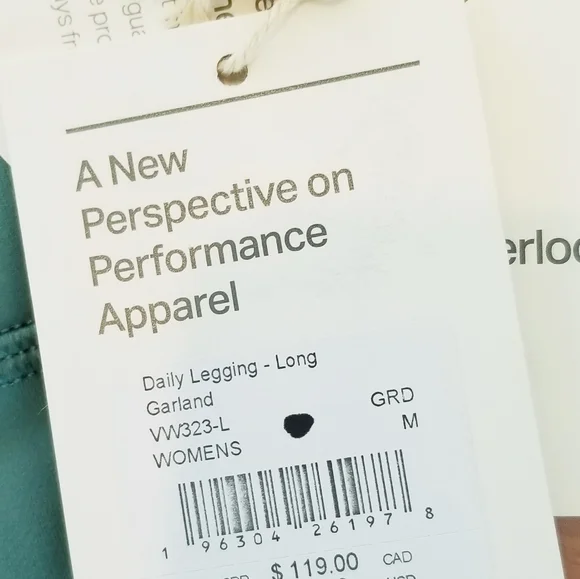 A New
Perspective on
Performance
Apparel
Daily Legging - Long
Garland
GRD
VW323-L
M
WOMENS
1 96304 26197 8
$ 119.00 CAD